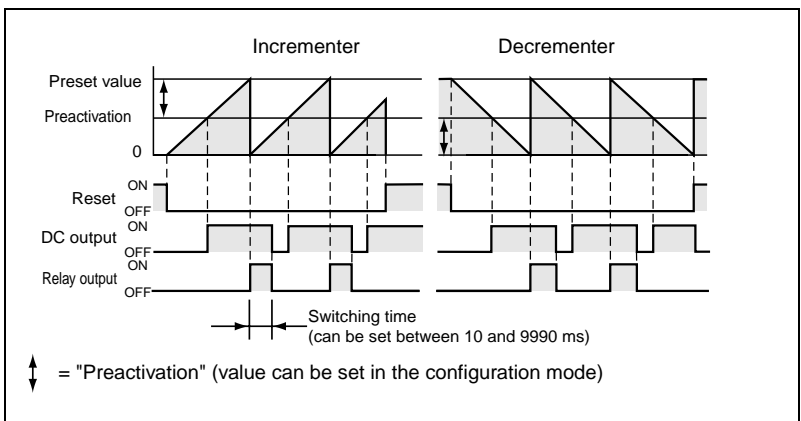 Incrementer Decrementer
Preset value
Preactivation
0
Reset ON
OFF
DC output ON
OFF
Relay output ON
OFF
Switching time
(can be set between 10 and 9990 ms)
= "Preactivation" (value can be set in the configuration mode)